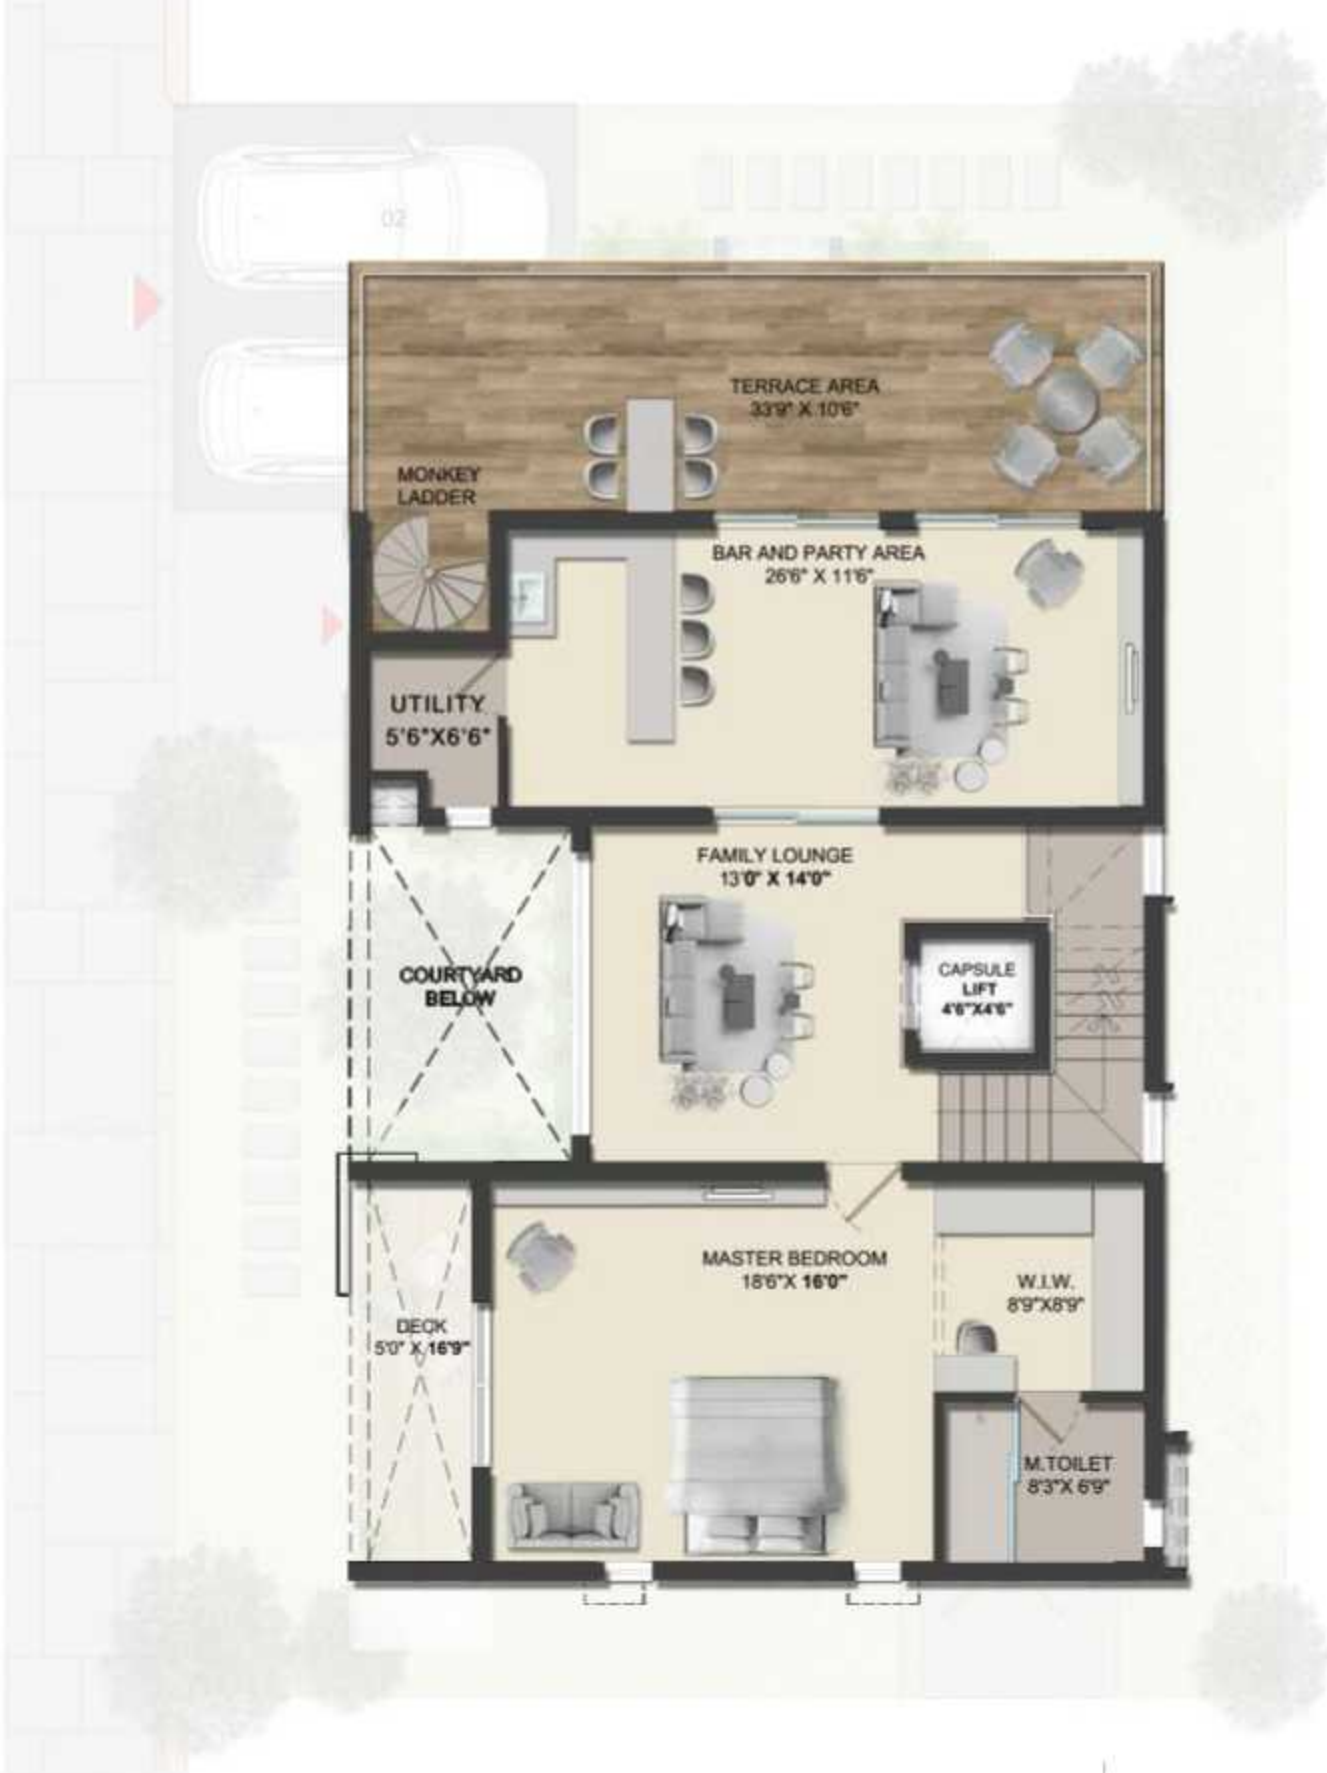 02
TERRACE AREA
33'9" X 10'6"
MONKEY
LADDER
BAR AND PARTY AREA
26'6" X 11'6"
UTILITY
5'6"X6'6"
FAMILY LOUNGE
13'0" X 14'0"
COURTYARD
BELOW
CAPSULE
LIFT
4'6"X4'6"
MASTER BEDROOM
18'6"X 16'0"
W.I.W.
8'9"X8'9"
DECK
5'0" X 16'9"
M.TOILET
8'3"X 6'9"